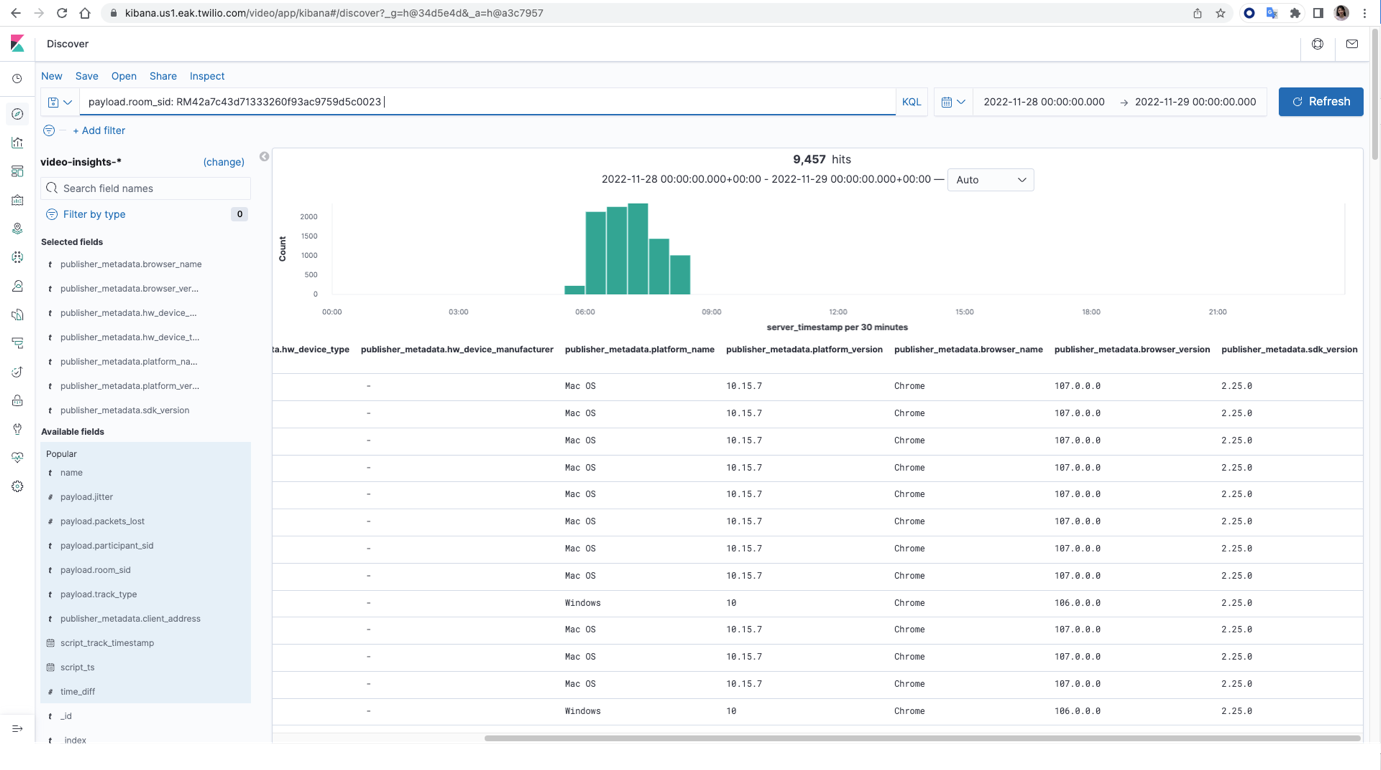 kibana.us1.eak.twilio.com/video/app/kibana#/discover?_g=h@34d5e4d&_a=h@a3c7957
Discover
New Save Open Share Inspect
payload.room_sid: RM42a7c43d71333260f93ac9759d5c0023
KQL
2022-11-28 00:00:00.000 → 2022-11-29 00:00:00.000
Refresh
+ Add filter
video-insights-*
(change)
Search field names
Filter by type 0
Selected fields
t publisher_metadata.browser_name
t publisher_metadata.browser_ver...
t publisher_metadata.hw_device_...
t publisher_metadata.hw_device_t...
t publisher_metadata.platform_na...
t publisher_metadata.platform_ver...
t publisher_metadata.sdk_version
Available fields
Popular
t name
# payload.jitter
# payload.packets_lost
t payload.participant_sid
t payload.room_sid
t payload.track_type
t publisher_metadata.client_address
script_track_timestamp
script_ts
# time_diff
t _id
t _index
9,457 hits
2022-11-28 00:00:00.000+00:00 - 2022-11-29 00:00:00.000+00:00 — Auto
Count
2000
1500
1000
500
0
00:00 03:00 06:00 09:00 12:00 15:00 18:00 21:00
server_timestamp per 30 minutes
ta.hw_device_type publisher_metadata.hw_device_manufacturer publisher_metadata.platform_name publisher_metadata.platform_version publisher_metadata.browser_name publisher_metadata.browser_version publisher_metadata.sdk_version
- Mac OS 10.15.7 Chrome 107.0.0.0 2.25.0
- Mac OS 10.15.7 Chrome 107.0.0.0 2.25.0
- Mac OS 10.15.7 Chrome 107.0.0.0 2.25.0
- Mac OS 10.15.7 Chrome 107.0.0.0 2.25.0
- Mac OS 10.15.7 Chrome 107.0.0.0 2.25.0
- Mac OS 10.15.7 Chrome 107.0.0.0 2.25.0
- Mac OS 10.15.7 Chrome 107.0.0.0 2.25.0
- Mac OS 10.15.7 Chrome 107.0.0.0 2.25.0
- Windows 10 Chrome 106.0.0.0 2.25.0
- Mac OS 10.15.7 Chrome 107.0.0.0 2.25.0
- Mac OS 10.15.7 Chrome 107.0.0.0 2.25.0
- Mac OS 10.15.7 Chrome 107.0.0.0 2.25.0
- Windows 10 Chrome 106.0.0.0 2.25.0